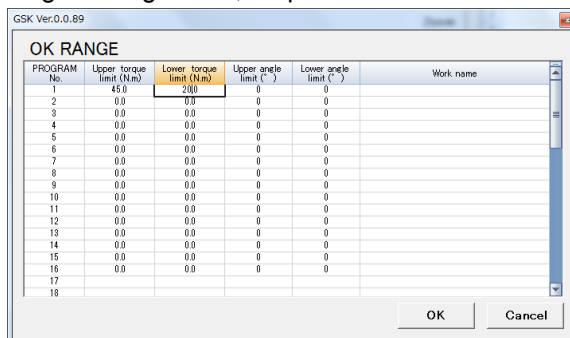 GSK Ver.0.0.89
OK RANGE
PROGRAM No. Upper torque limit (N.m) Lower torque limit (N.m) Upper angle limit (° ) Lower angle limit (° ) Work name
1 45.0 20.0 0 0
2 0.0 0.0 0 0
3 0.0 0.0 0 0
4 0.0 0.0 0 0
5 0.0 0.0 0 0
6 0.0 0.0 0 0
7 0.0 0.0 0 0
8 0.0 0.0 0 0
9 0.0 0.0 0 0
10 0.0 0.0 0 0
11 0.0 0.0 0 0
12 0.0 0.0 0 0
13 0.0 0.0 0 0
14 0.0 0.0 0 0
15 0.0 0.0 0 0
16 0.0 0.0 0 0
17
18
OK Cancel